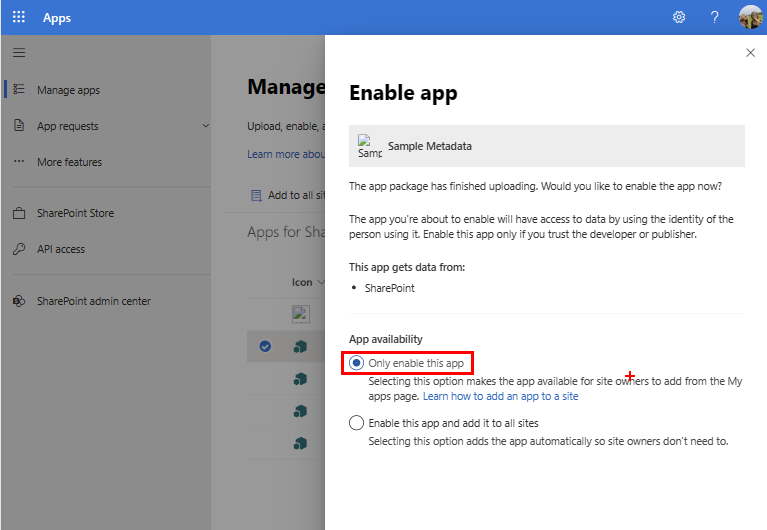 Apps
?
Manage apps
App requests
More features
SharePoint Store
API access
SharePoint admin center
Manage
Upload, enable, a
Learn more abou
Add to all sit
Apps for Sha
Icon
Enable app
Samp
Sample Metadata
The app package has finished uploading. Would you like to enable the app now?
The app you're about to enable will have access to data by using the identity of the
person using it. Enable this app only if you trust the developer or publisher.
This app gets data from:
• SharePoint
App availability
Only enable this app
Selecting this option makes the app available for site owners to add from the My
apps page. Learn how to add an app to a site
Enable this app and add it to all sites
Selecting this option adds the app automatically so site owners don't need to.